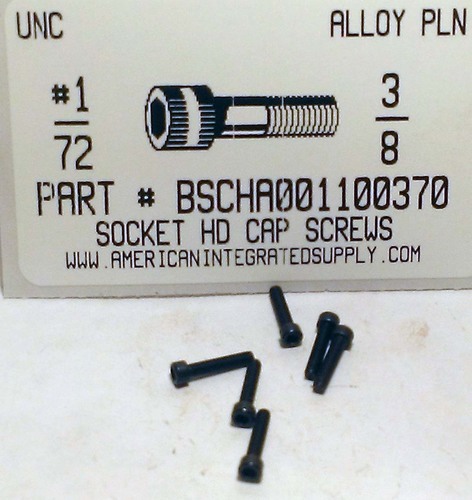 UNC ALLOY PLN
#1 3
72 8
PART # BSCHA001100370
SOCKET HD CAP SCREWS
WWW.AMERICANINTEGRATEDSUPPLY.COM